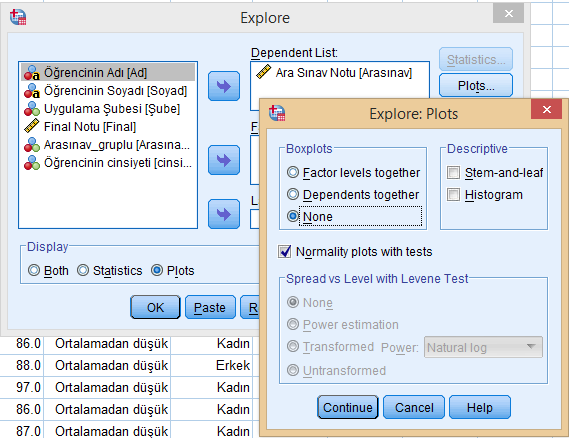 Explore
Dependent List:
Öğrencinin Adı [Ad]
Öğrencinin Soyadı [Soyad]
Uygulama Şubesi [Şube]
Final Notu [Final]
Arasınav_gruplu [Arasına...
Öğrencinin cinsiyeti [cinsi...
Ara Sınav Notu [Arasınav]
Statistics...
Plots...
Display
Both
Statistics
Plots
OK
Paste
Explore: Plots
Boxplots
Factor levels together
Dependents together
None
Descriptive
Stem-and-leaf
Histogram
Normality plots with tests
Spread vs Level with Levene Test
None
Power estimation
Transformed Power: Natural log
Untransformed
Continue
Cancel
Help
86.0 Ortalamadan düşük Kadın
88.0 Ortalamadan düşük Erkek
97.0 Ortalamadan düşük Kadın
86.0 Ortalamadan düşük Kadın
87.0 Ortalamadan düşük Kadın